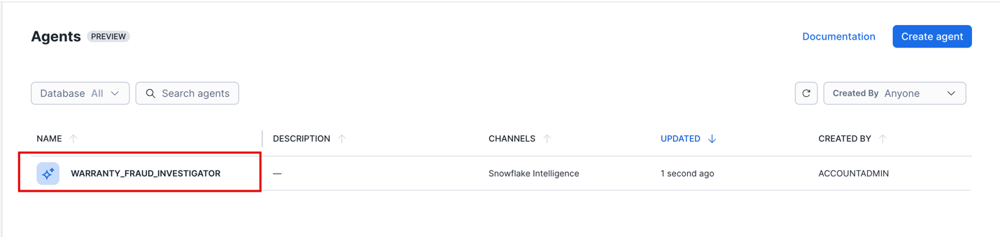 Agents PREVIEW Documentation Create agent
Database All Search agents Created By Anyone
NAME DESCRIPTION CHANNELS UPDATED CREATED BY
WARRANTY_FRAUD_INVESTIGATOR — Snowflake Intelligence 1 second ago ACCOUNTADMIN